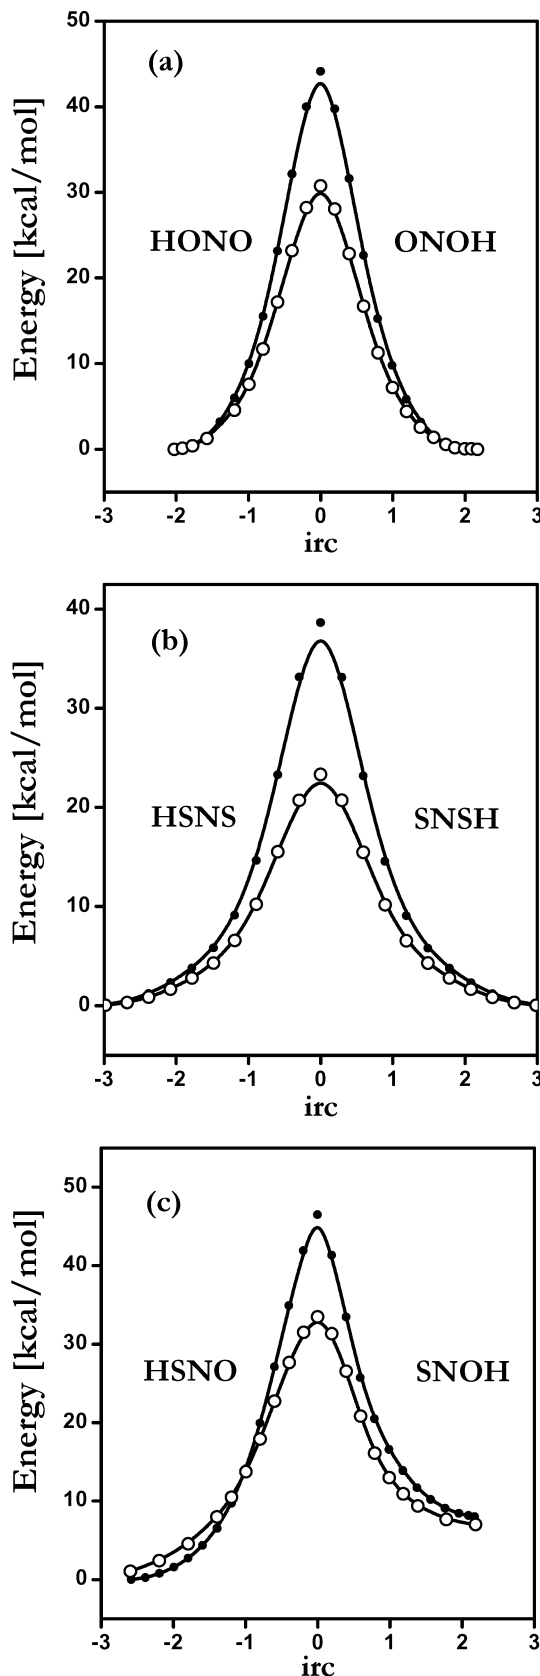 (a)
Energy [kcal/mol]
50
40
30
20
10
0
HONO
ONOH
-3 -2 -1 0 1 2 3
irc
(b)
Energy [kcal/mol]
40
30
20
10
0
HSNS
SNSH
-3 -2 -1 0 1 2 3
irc
(c)
Energy [kcal/mol]
50
40
30
20
10
0
HSNO
SNOH
-3 -2 -1 0 1 2 3
irc